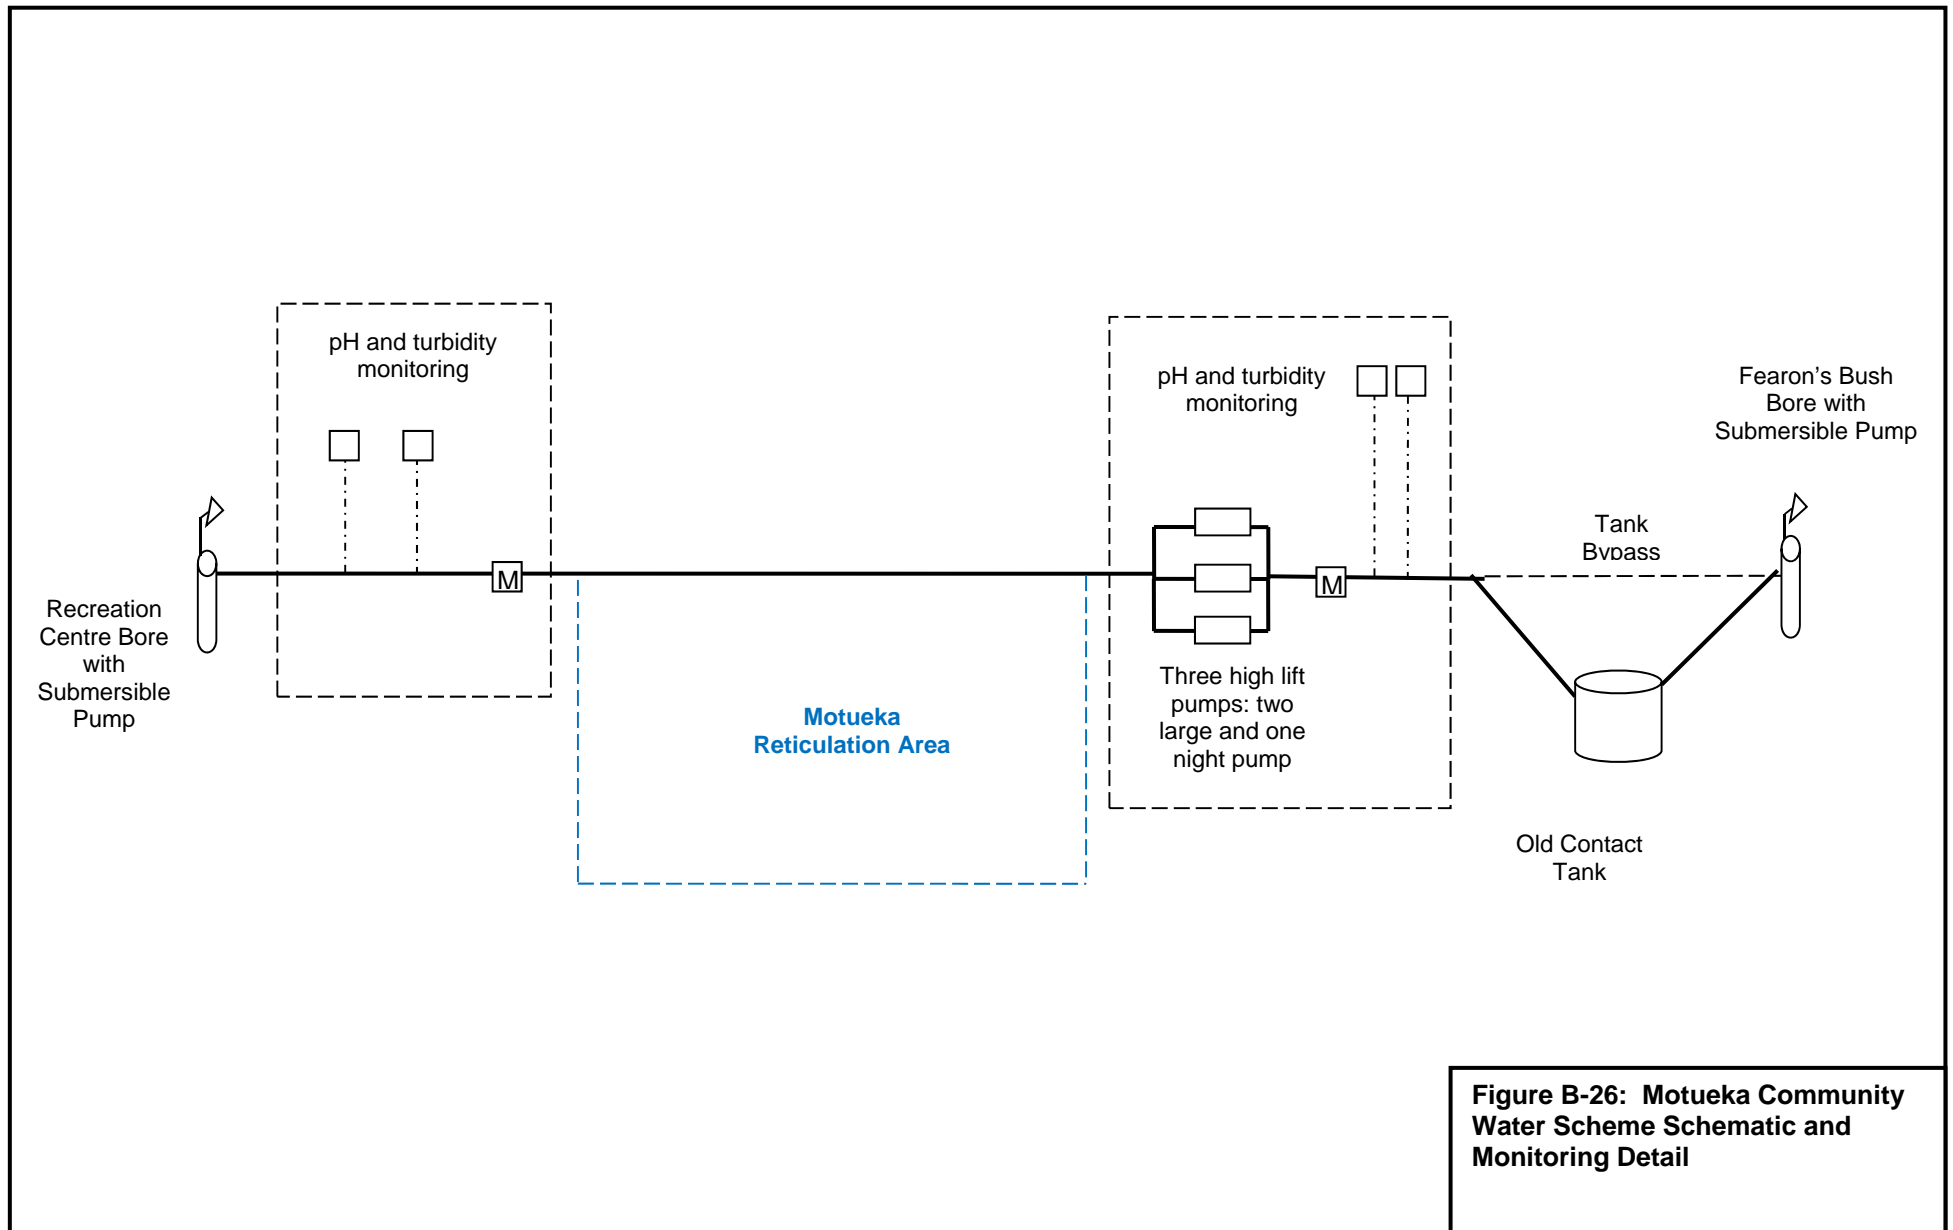 pH and turbidity
monitoring
M
Recreation
Centre Bore
with
Submersible
Pump
Motueka
Reticulation Area
pH and turbidity
monitoring
M
Three high lift
pumps: two
large and one
night pump
Tank
Bypass
Fearon's Bush
Bore with
Submersible Pump
Old Contact
Tank
Figure B-26: Motueka Community
Water Scheme Schematic and
Monitoring Detail